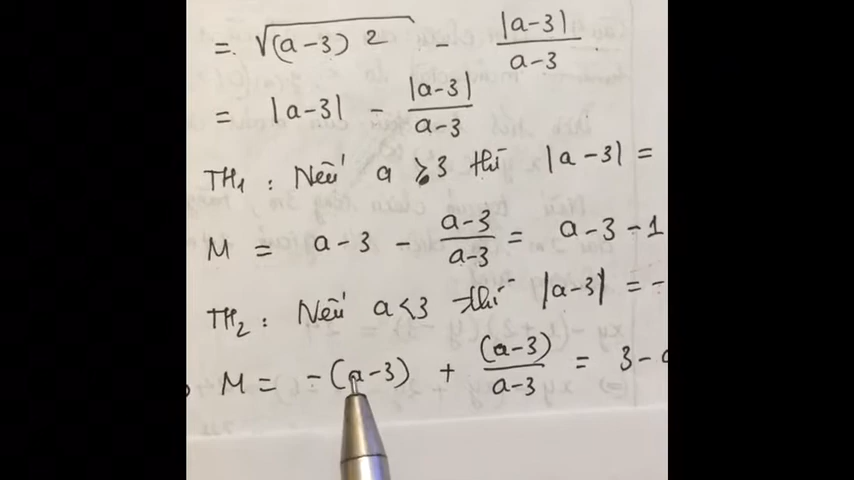 = √(a-3)² - |a-3|/a-3
= |a-3| - |a-3|/a-3
TH₁ : Nếu a ≥ 3 thì |a-3| =
M = a-3 - a-3/a-3 = a-3-1
TH₂ : Nếu a<3 thì |a-3| = -
M = -(a-3) + (a-3)/a-3 = 3-